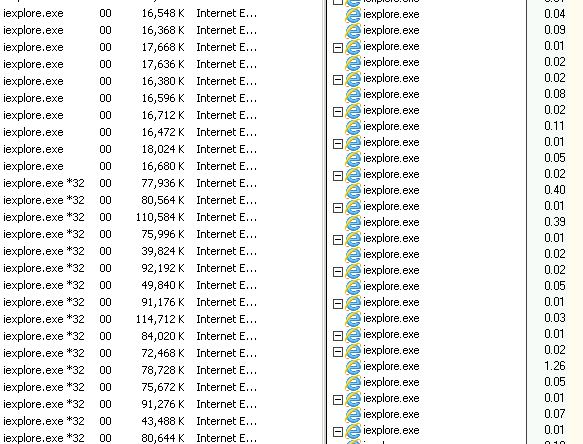 iexplore.exe 00 16,548 K Internet E...
iexplore.exe 00 16,368 K Internet E...
iexplore.exe 00 17,668 K Internet E...
iexplore.exe 00 17,636 K Internet E...
iexplore.exe 00 16,380 K Internet E...
iexplore.exe 00 16,596 K Internet E...
iexplore.exe 00 16,712 K Internet E...
iexplore.exe 00 16,472 K Internet E...
iexplore.exe 00 18,024 K Internet E...
iexplore.exe 00 16,680 K Internet E...
iexplore.exe *32 00 77,936 K Internet E...
iexplore.exe *32 00 80,564 K Internet E...
iexplore.exe *32 00 110,584 K Internet E...
iexplore.exe *32 00 75,996 K Internet E...
iexplore.exe *32 00 39,824 K Internet E...
iexplore.exe *32 00 92,192 K Internet E...
iexplore.exe *32 00 49,840 K Internet E...
iexplore.exe *32 00 91,176 K Internet E...
iexplore.exe *32 00 114,712 K Internet E...
iexplore.exe *32 00 84,020 K Internet E...
iexplore.exe *32 00 72,468 K Internet E...
iexplore.exe *32 00 78,728 K Internet E...
iexplore.exe *32 00 75,672 K Internet E...
iexplore.exe *32 00 91,276 K Internet E...
iexplore.exe *32 00 43,488 K Internet E...
iexplore.exe *32 00 80,644 K Internet E...
iexplore.exe 0.04
iexplore.exe 0.09
iexplore.exe 0.01
iexplore.exe 0.02
iexplore.exe 0.02
iexplore.exe 0.08
iexplore.exe 0.02
iexplore.exe 0.11
iexplore.exe 0.01
iexplore.exe 0.05
iexplore.exe 0.02
iexplore.exe 0.40
iexplore.exe 0.01
iexplore.exe 0.39
iexplore.exe 0.01
iexplore.exe 0.02
iexplore.exe 0.02
iexplore.exe 0.05
iexplore.exe 0.01
iexplore.exe 0.03
iexplore.exe 0.01
iexplore.exe 0.02
iexplore.exe 1.26
iexplore.exe 0.05
iexplore.exe 0.01
iexplore.exe 0.07
iexplore.exe 0.01